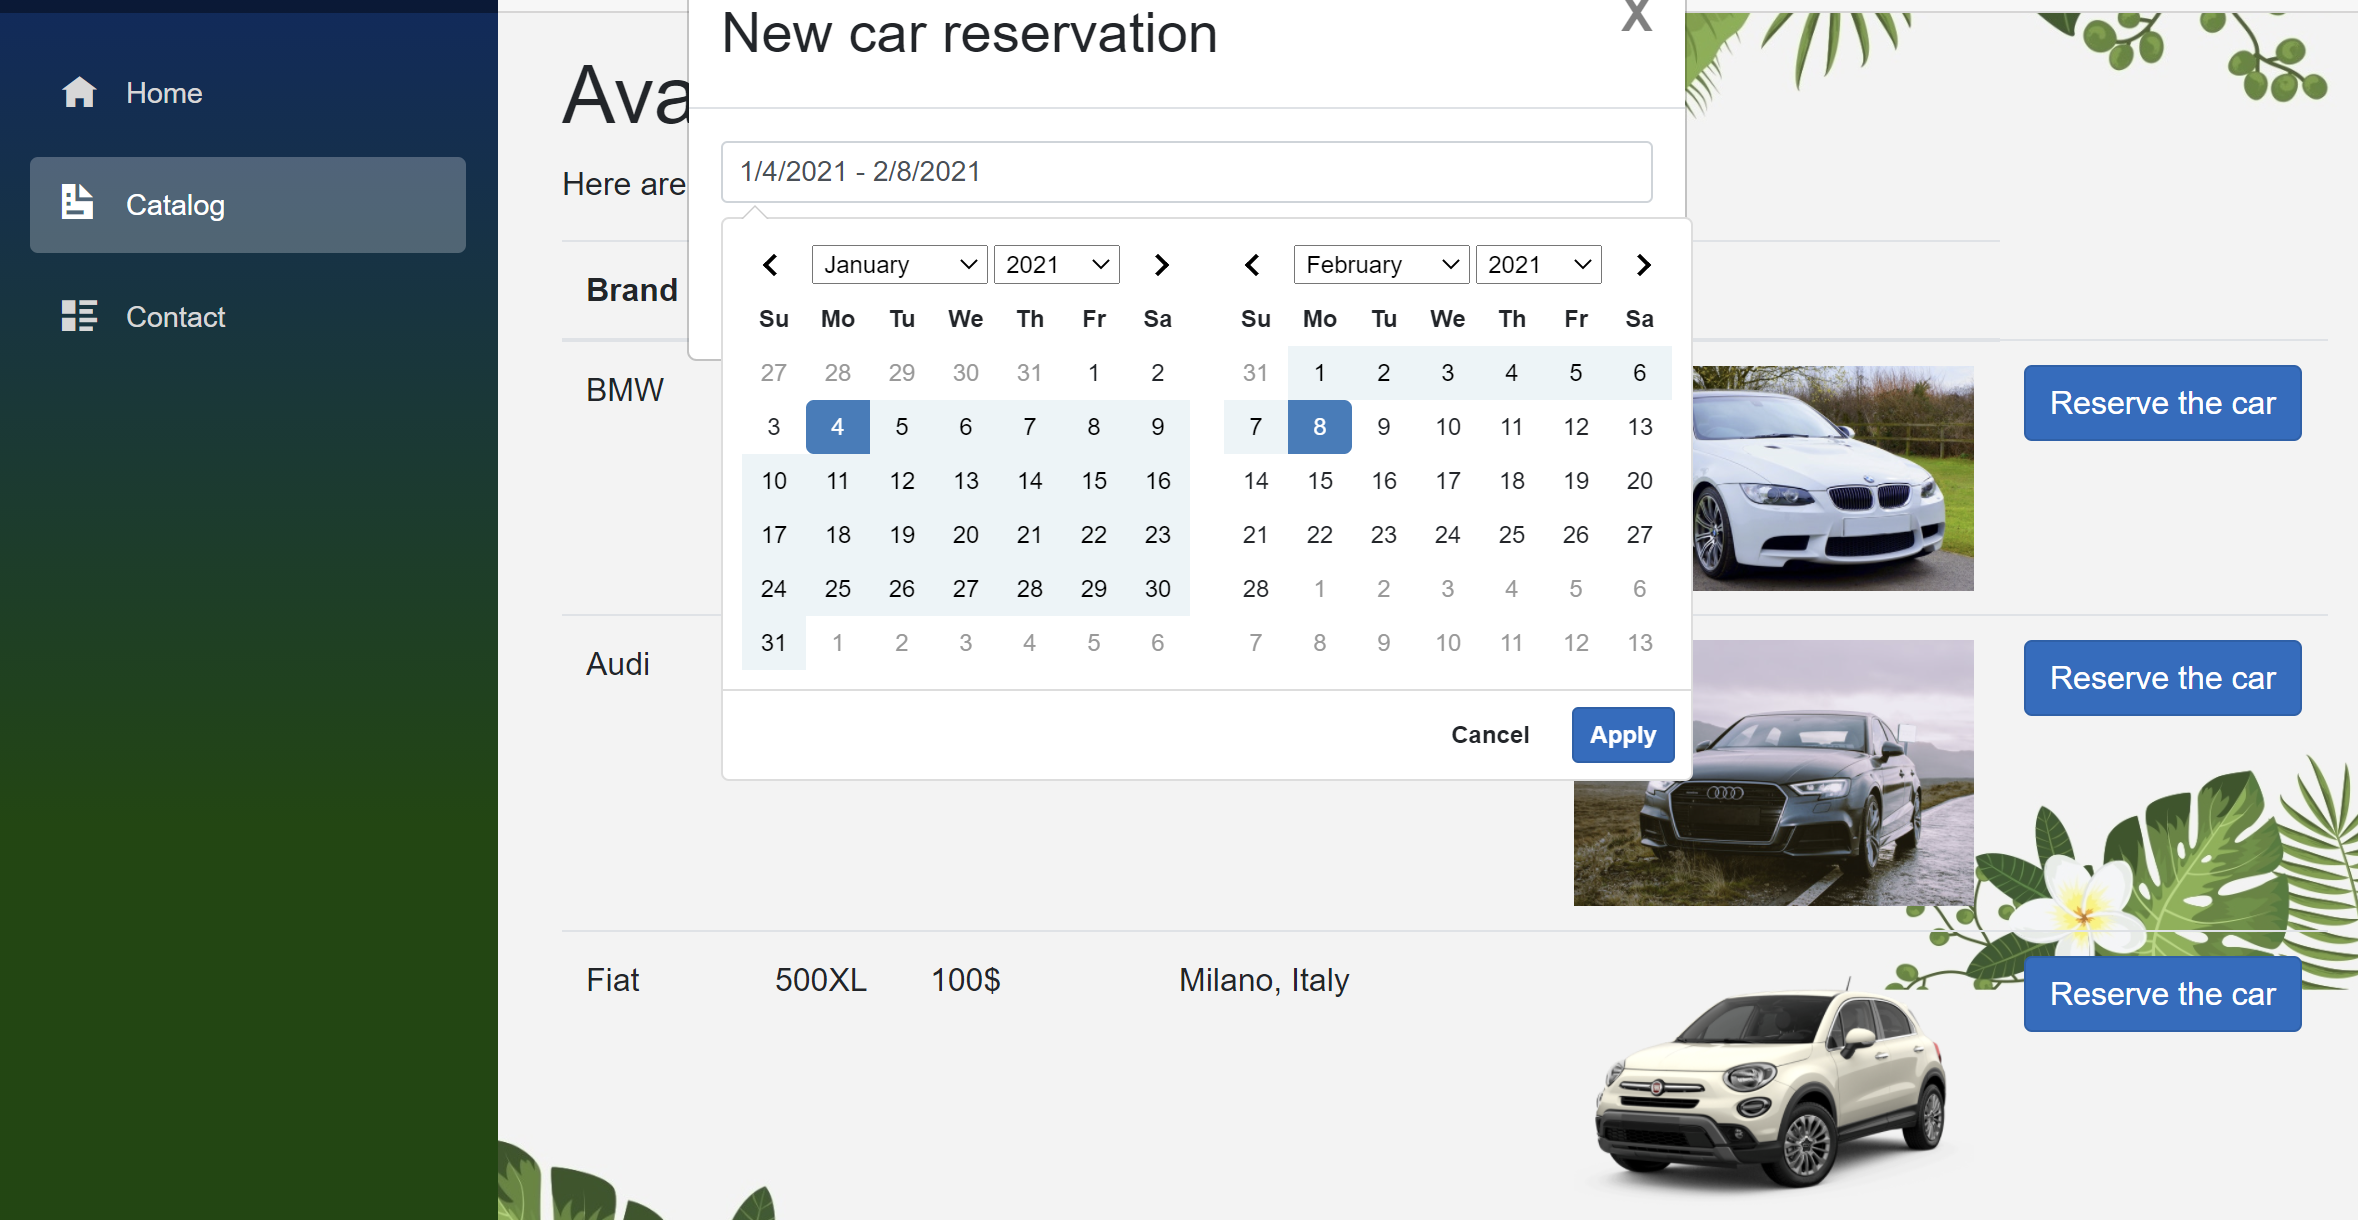 Home
Catalog
Contact
Ava
Here are
Brand
BMW
Audi
New car reservation
X
1/4/2021 - 2/8/2021
January 2021
Su Mo Tu We Th Fr Sa
27 28 29 30 31 1 2
3 4 5 6 7 8 9
10 11 12 13 14 15 16
17 18 19 20 21 22 23
24 25 26 27 28 29 30
31 1 2 3 4 5 6
February 2021
Su Mo Tu We Th Fr Sa
31 1 2 3 4 5 6
7 8 9 10 11 12 13
14 15 16 17 18 19 20
21 22 23 24 25 26 27
28 1 2 3 4 5 6
7 8 9 10 11 12 13
Cancel Apply
Reserve the car
Reserve the car
Fiat 500XL 100$ Milano, Italy
Reserve the car